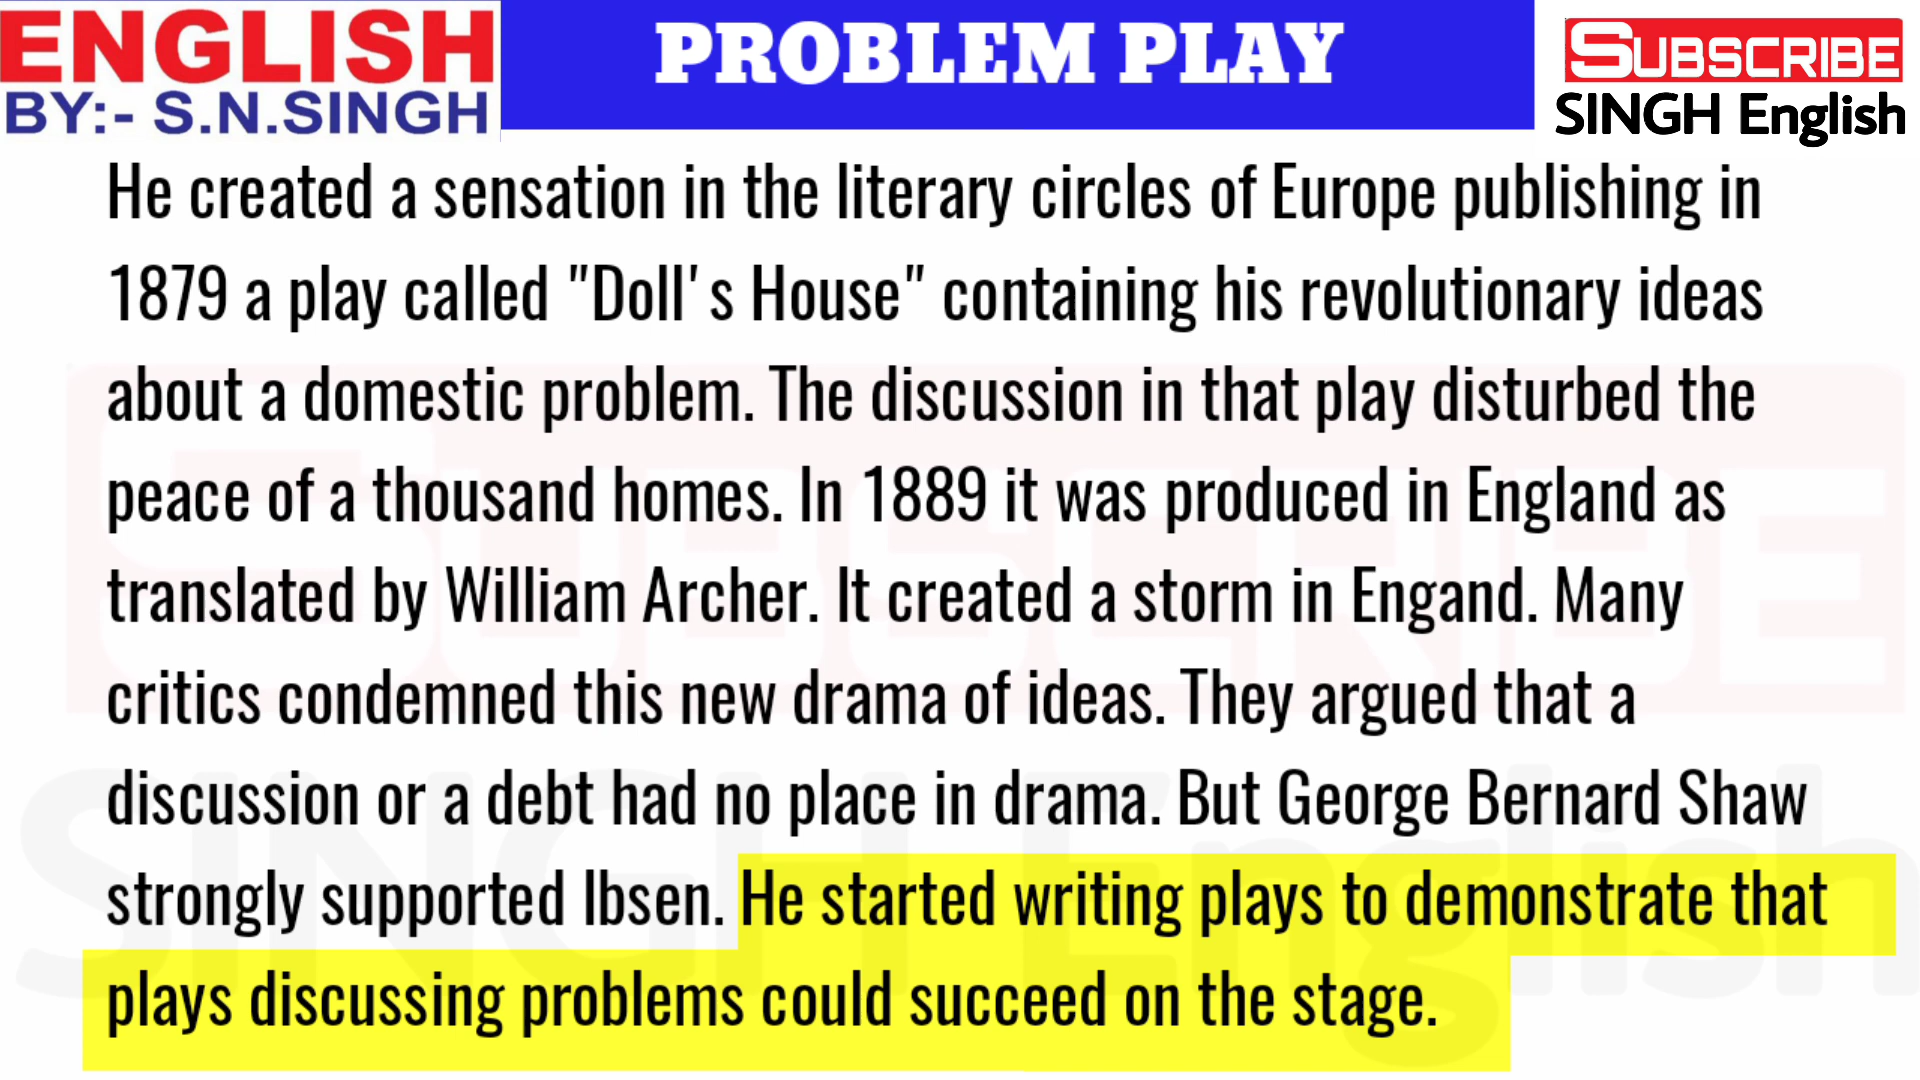 ENGLISH
BY:- S.N.SINGH
PROBLEM PLAY
SUBSCRIBE
SINGH English
He created a sensation in the literary circles of Europe publishing in
1879 a play called "Doll's House" containing his revolutionary ideas
about a domestic problem. The discussion in that play disturbed the
peace of a thousand homes. In 1889 it was produced in England as
translated by William Archer. It created a storm in Engand. Many
critics condemned this new drama of ideas. They argued that a
discussion or a debt had no place in drama. But George Bernard Shaw
strongly supported Ibsen. He started writing plays to demonstrate that
plays discussing problems could succeed on the stage.
SUBSCRIBE
SINGH English